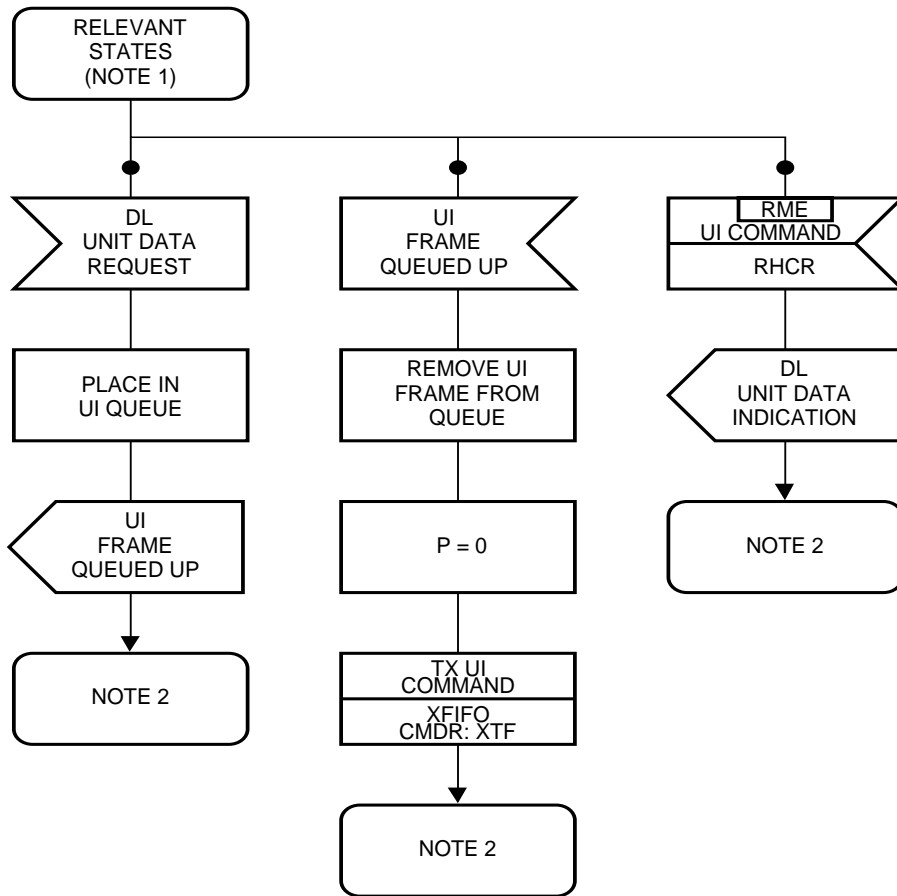 RELEVANT
STATES
(NOTE 1)
DL
UNIT DATA
REQUEST
PLACE IN
UI QUEUE
UI
FRAME
QUEUED UP
NOTE 2
UI
FRAME
QUEUED UP
REMOVE UI
FRAME FROM
QUEUE
P = 0
TX UI
COMMAND
XFIFO
CMDR: XTF
NOTE 2
RME
UI COMMAND
RHCR
DL
UNIT DATA
INDICATION
NOTE 2